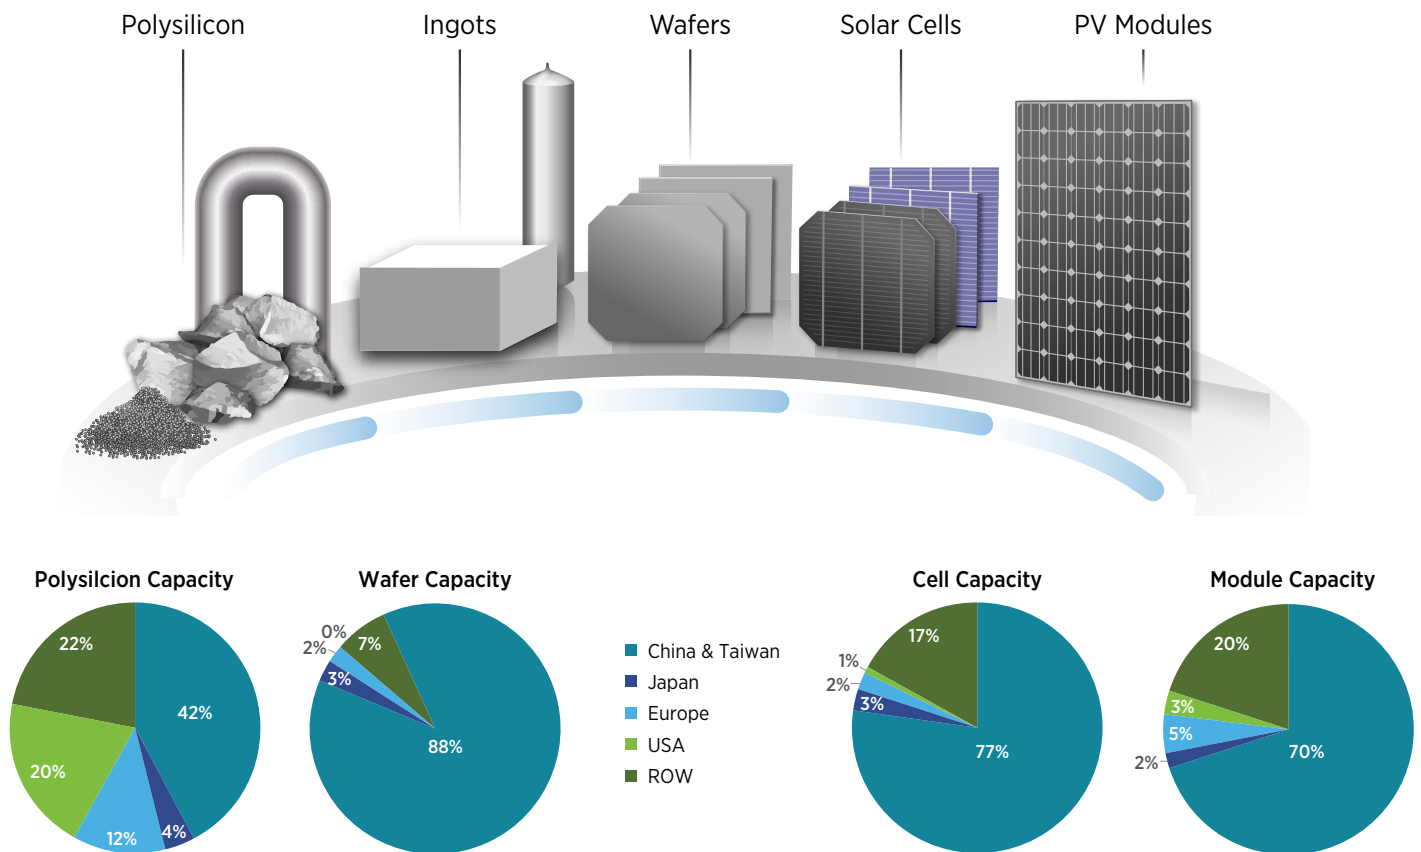 Polysilicon
Ingots
Wafers
Solar Cells
PV Modules
Polysilcion Capacity
22%
42%
20%
12%
4%
Wafer Capacity
0%
7%
2%
3%
88%
China & Taiwan
Japan
Europe
USA
ROW
Cell Capacity
17%
1%
2%
3%
77%
Module Capacity
20%
3%
5%
2%
70%